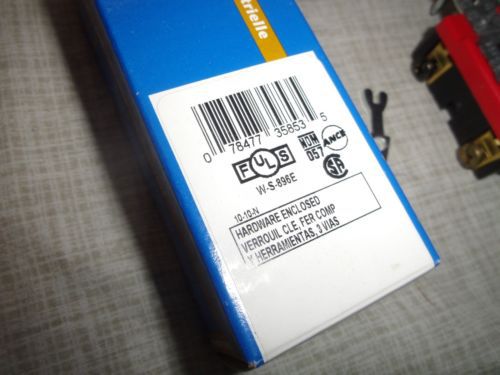 trielle
0 78477 35853 5
F UL S
NOM
057
ANCE
W-S-896E
10-10-N
HARDWARE ENCLOSED
VERROUIL CLE, FER COMP
Y HERRAMIENTAS, 3 VIAS